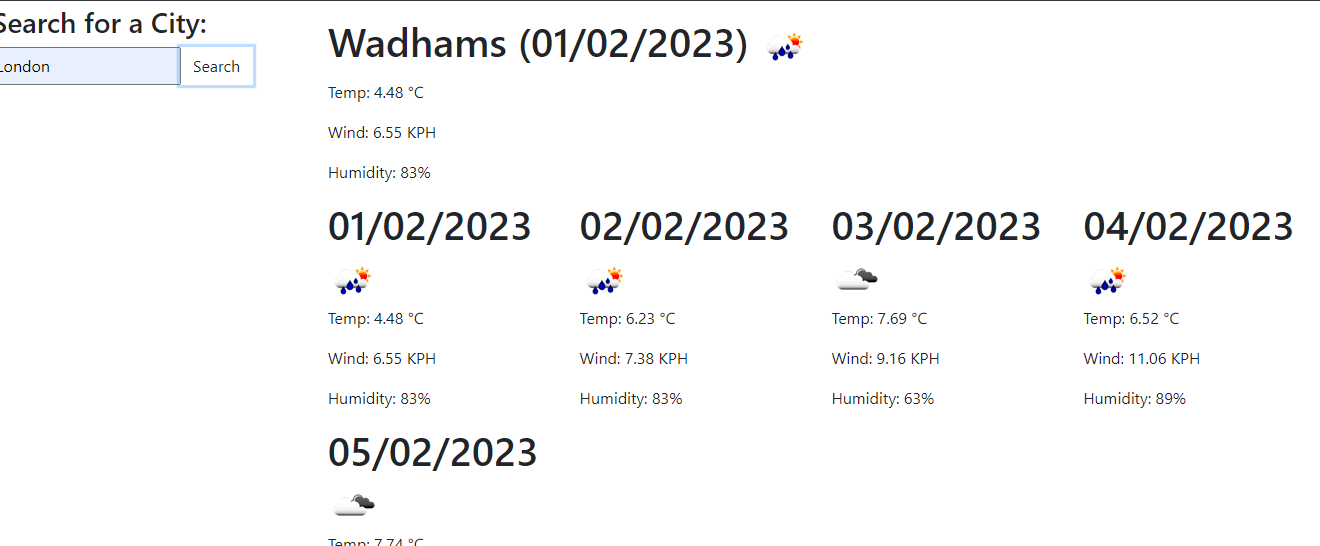 Search for a City:
London
Search
Wadhams (01/02/2023)
Temp: 4.48 °C
Wind: 6.55 KPH
Humidity: 83%
01/02/2023
Temp: 4.48 °C
Wind: 6.55 KPH
Humidity: 83%
02/02/2023
Temp: 6.23 °C
Wind: 7.38 KPH
Humidity: 83%
03/02/2023
Temp: 7.69 °C
Wind: 9.16 KPH
Humidity: 63%
04/02/2023
Temp: 6.52 °C
Wind: 11.06 KPH
Humidity: 89%
05/02/2023
Temp: 7.74 °C